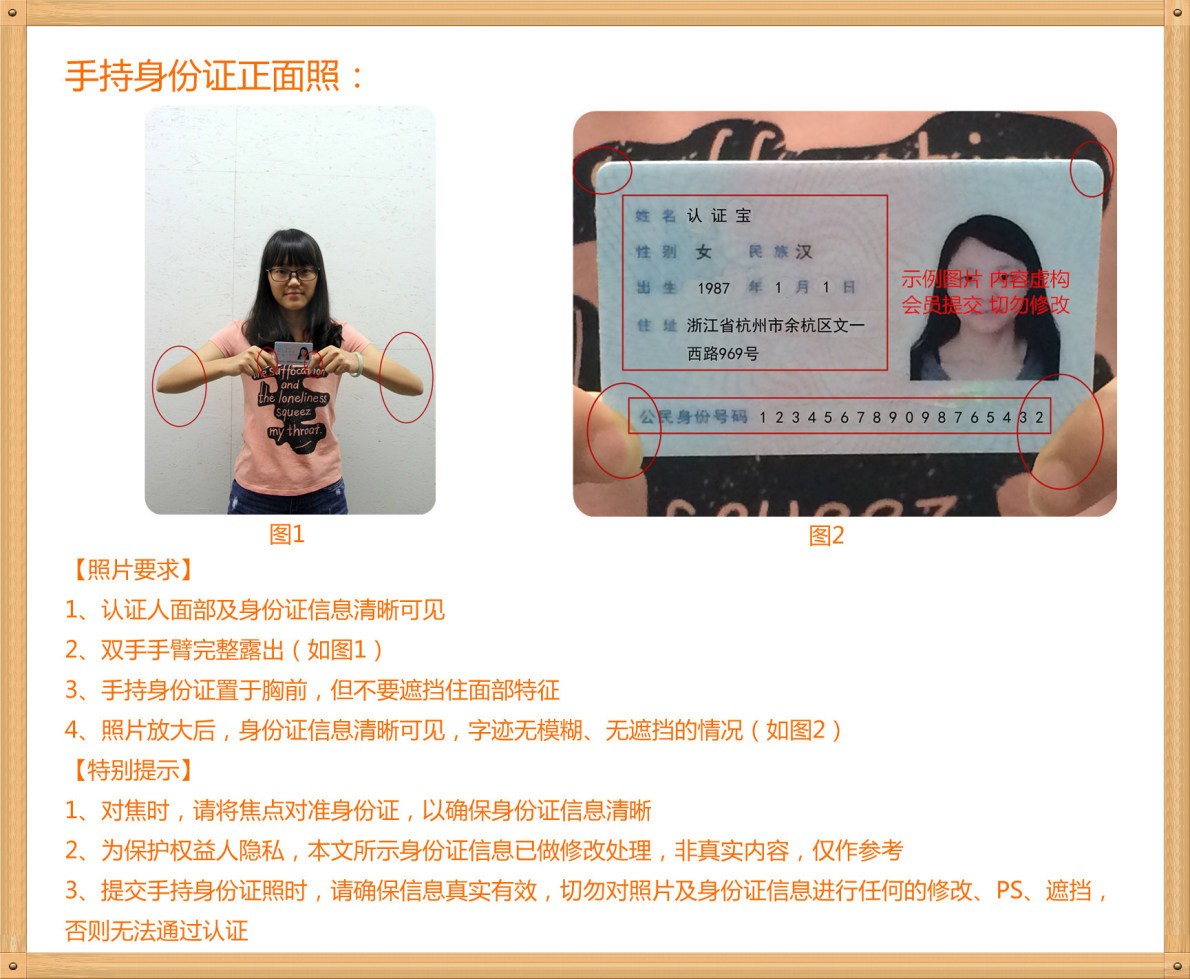 手持身份证正面照：
the suffocation
and
the loneliness
squeez
my throat.
姓名 认证宝
性别 女 民族 汉
出生 1987 年 1 月 1 日
住址 浙江省杭州市余杭区文一
西路969号
示例图片 内容虚构
会员提交 切勿修改
公民身份号码 123456789098765432
squeez
图1
图2
【照片要求】
1、认证人面部及身份证信息清晰可见
2、双手手臂完整露出（如图1）
3、手持身份证置于胸前，但不要遮挡住面部特征
4、照片放大后，身份证信息清晰可见，字迹无模糊、无遮挡的情况（如图2）
【特别提示】
1、对焦时，请将焦点对准身份证，以确保身份证信息清晰
2、为保护权益人隐私，本文所示身份证信息已做修改处理，非真实内容，仅作参考
3、提交手持身份证照时，请确保信息真实有效，切勿对照片及身份证信息进行任何的修改、PS、遮挡，
否则无法通过认证